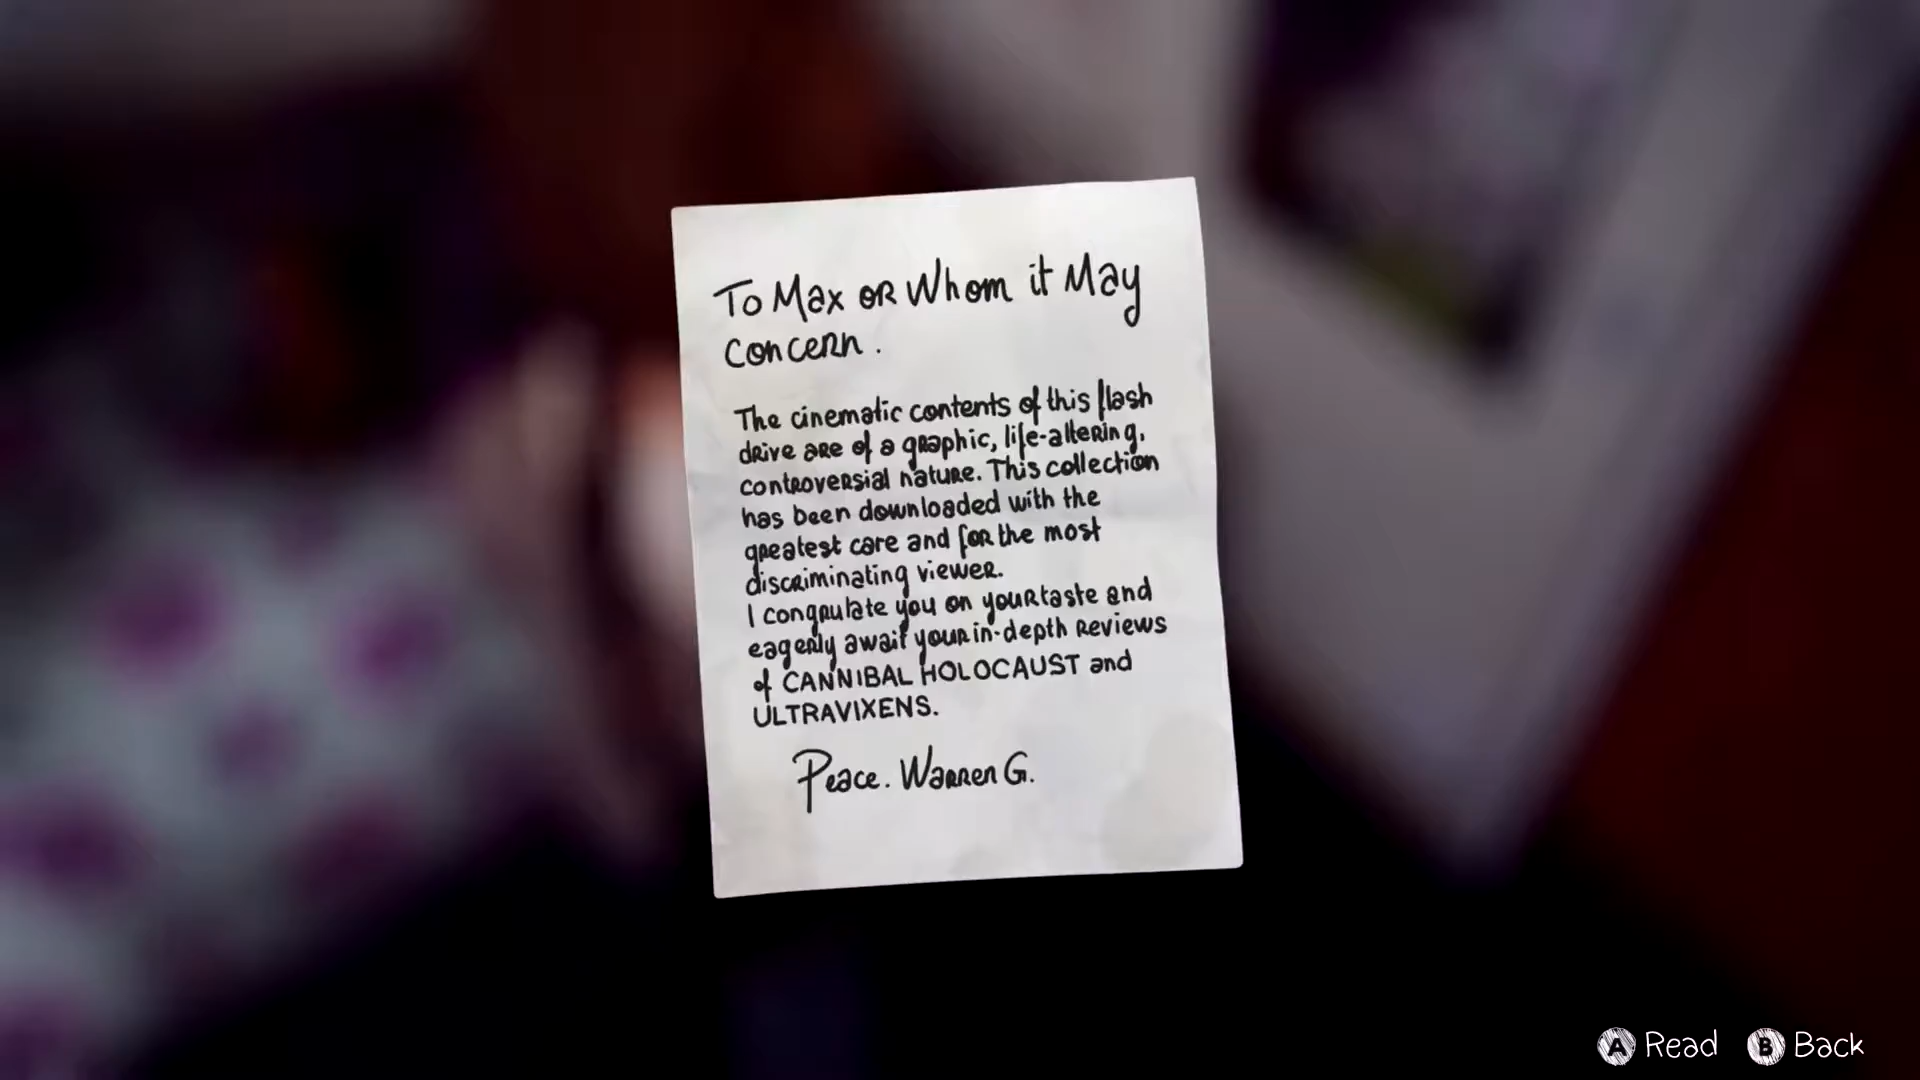 To Max or Whom it May
Concern.
The cinematic contents of this flash
drive are of a graphic, life-altering,
controversial nature. This collection
has been downloaded with the
greatest care and for the most
discriminating viewer.
I congrulate you on your taste and
eagerly await your in-depth reviews
of CANNIBAL HOLOCAUST and
ULTRAVIXENS.
Peace. Warren G.
A Read B Back